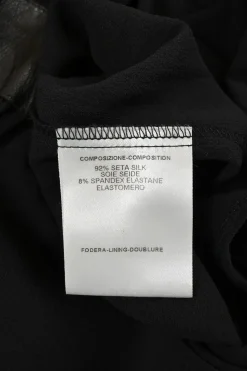 COMPOSIZIONE-COMPOSITION
92% SETA SILK
SOIE SEIDE
8% SPANDEX ELASTANE
ELASTOMERO
FODERA-LINING-DOUBLURE